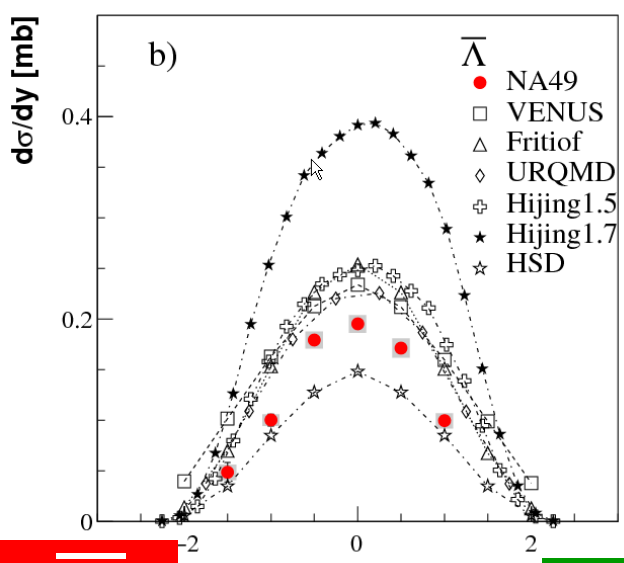 dσ/dy [mb]
b)
Λ̅
NA49
VENUS
Fritiof
URQMD
Hijing1.5
Hijing1.7
HSD
0.4
0.2
0
−2
0
2